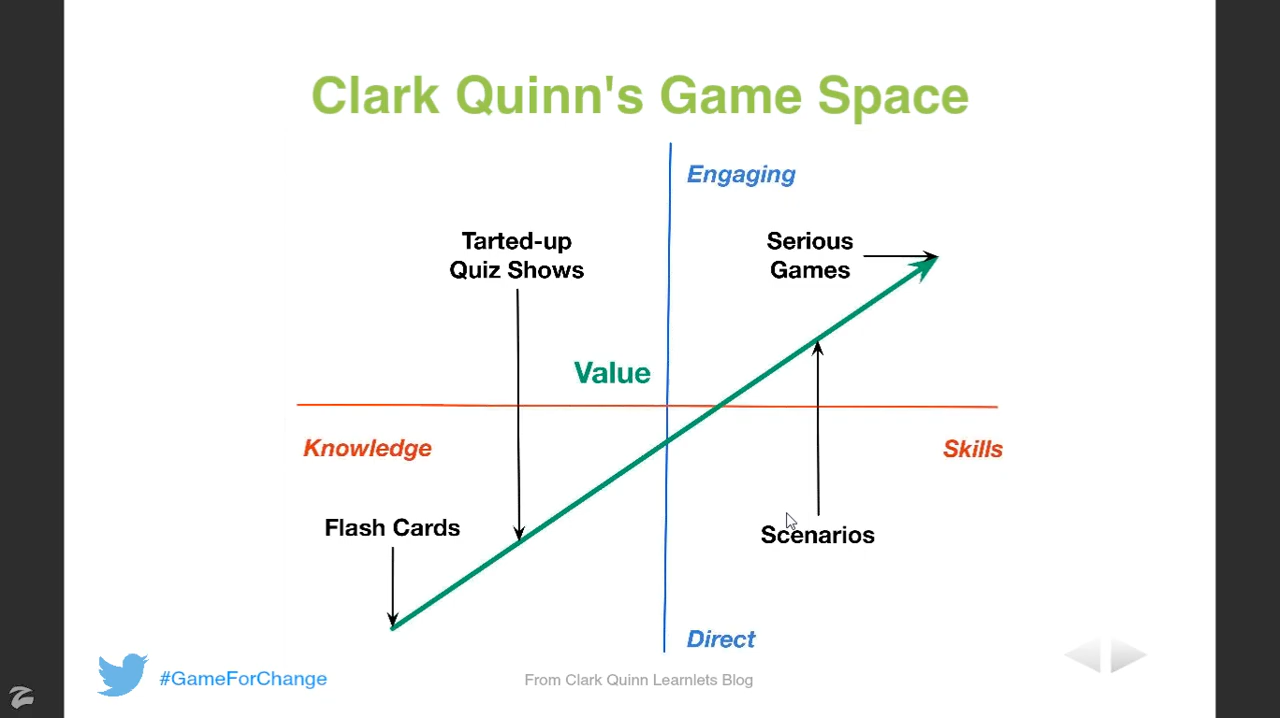 Clark Quinn's Game Space
Engaging
Tarted-up
Quiz Shows
Serious
Games
Value
Knowledge
Skills
Flash Cards
Scenarios
Direct
#GameForChange
From Clark Quinn Learnlets Blog